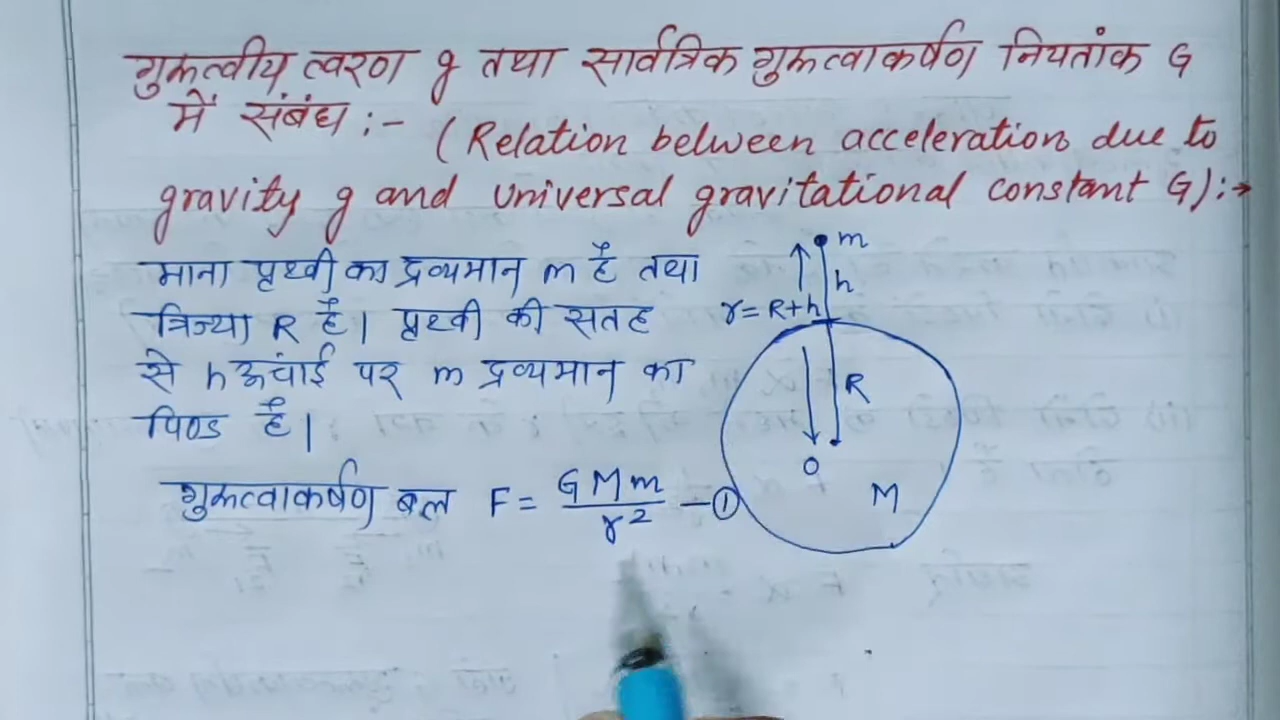 गुरुत्वीय त्वरण g तथा सार्वत्रिक गुरुत्वाकर्षण नियतांक G
में संबंध :- (Relation between acceleration due to
gravity g and universal gravitational constant G) :→
माना पृथ्वी का द्रव्यमान m है तथा
त्रिज्या R है। पृथ्वी की सतह
से h ऊंचाई पर m द्रव्यमान का
पिण्ड है।
गुरुत्वाकर्षण बल F = GMm/r² —①
m
h
r = R+h
R
O
M